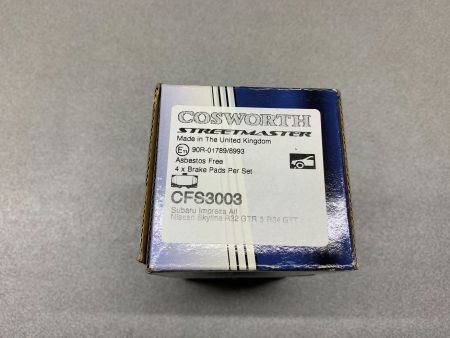 COSWORTH
STREETMASTER
Made in The United Kingdom
E11 90R-01789/8993
Asbestos Free
4 x Brake Pads Per Set
CFS3003
Subaru Impreza All
Nissan Skyline R32 GTR & R34 GTT